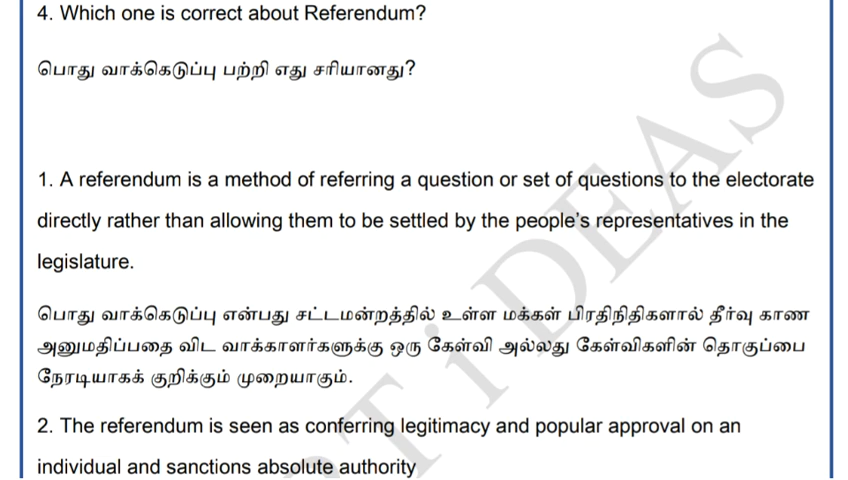 4. Which one is correct about Referendum?
பொது வாக்கெடுப்பு பற்றி எது சரியானது?
1. A referendum is a method of referring a question or set of questions to the electorate
directly rather than allowing them to be settled by the people’s representatives in the
legislature.
பொது வாக்கெடுப்பு என்பது சட்டமன்றத்தில் உள்ள மக்கள் பிரதிநிதிகளால் தீர்வு காண
அனுமதிப்பதை விட வாக்காளர்களுக்கு ஒரு கேள்வி அல்லது கேள்விகளின் தொகுப்பை
நேரடியாகக் குறிக்கும் முறையாகும்.
2. The referendum is seen as conferring legitimacy and popular approval on an
individual and sanctions absolute authority
RT i DEAS